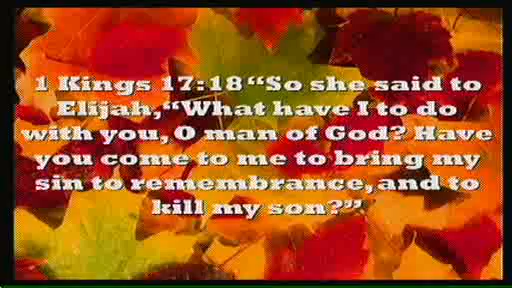 1 Kings 17:18 “So she said to
Elijah,“What have I to do
with you, O man of God? Have
you come to me to bring my
sin to remembrance, and to
kill my son?”